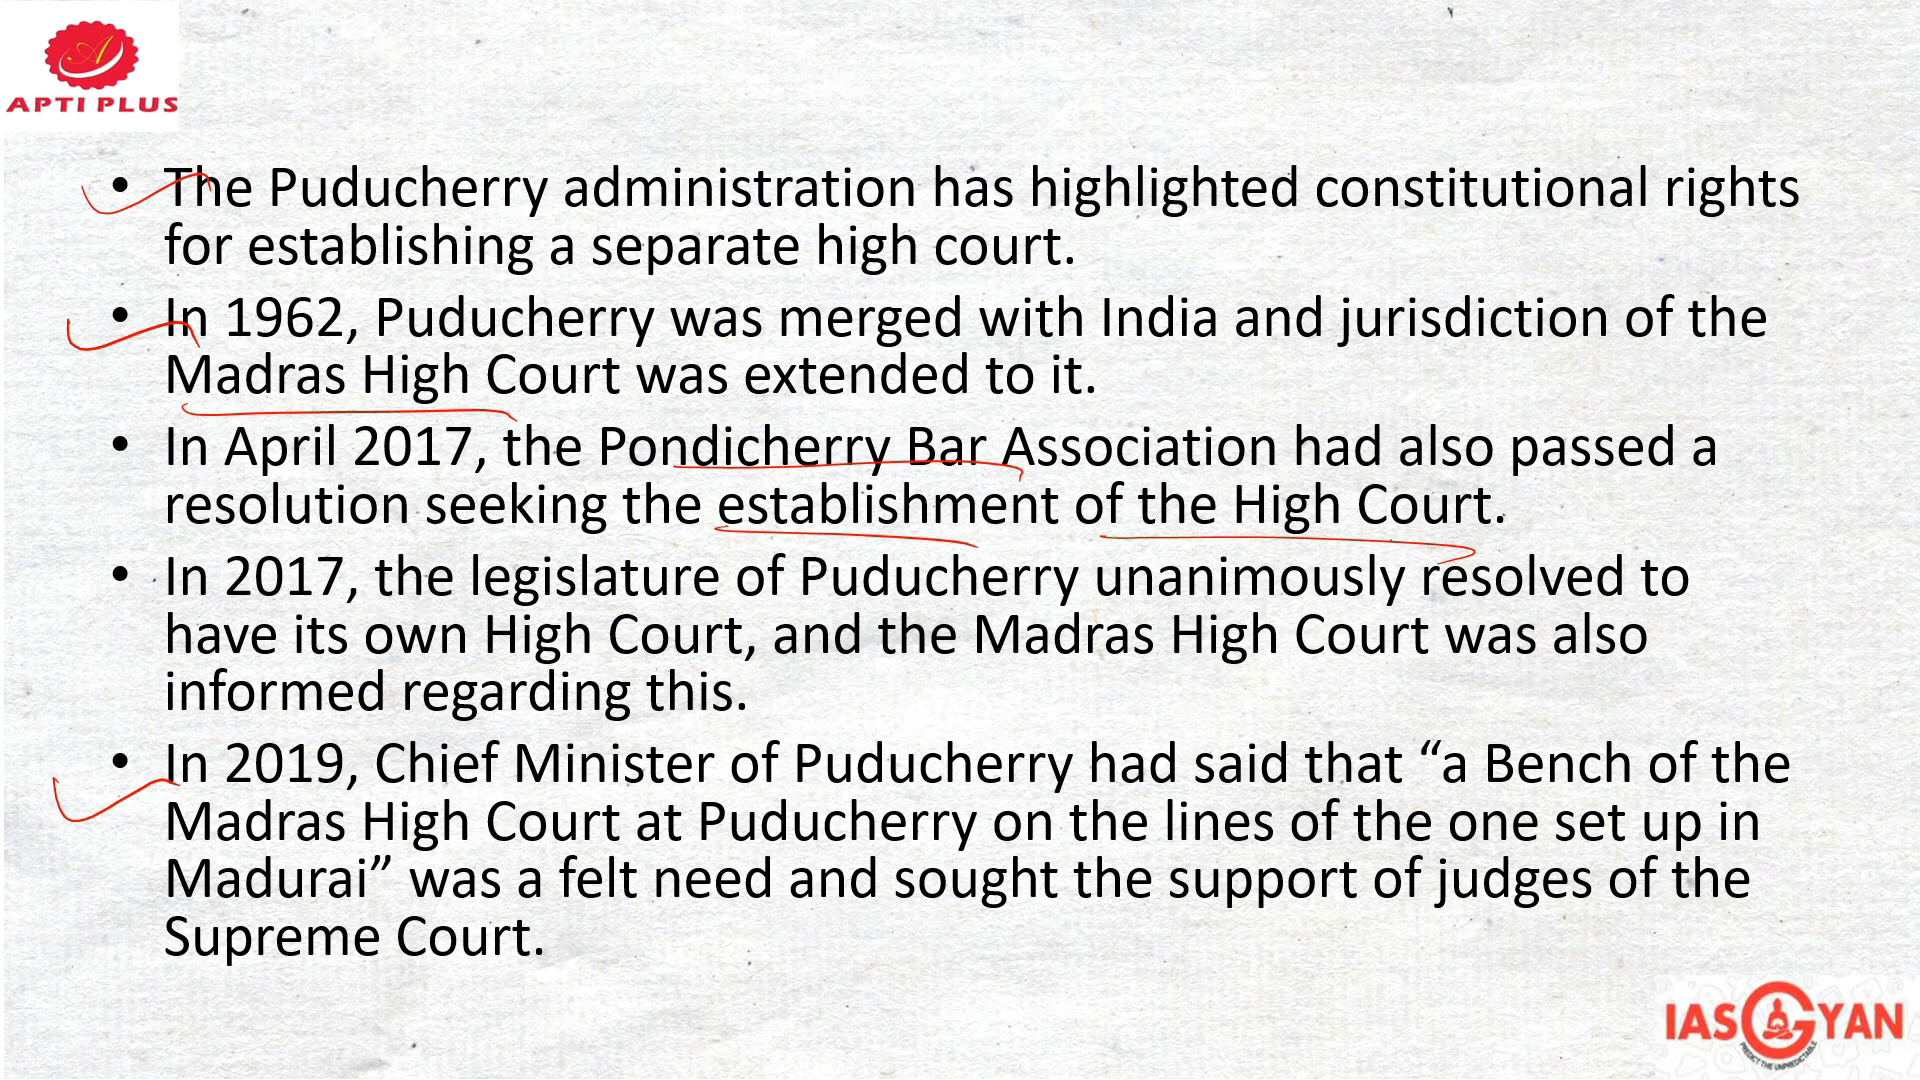 APTI PLUS
• The Puducherry administration has highlighted constitutional rights
for establishing a separate high court.
• In 1962, Puducherry was merged with India and jurisdiction of the
Madras High Court was extended to it.
• In April 2017, the Pondicherry Bar Association had also passed a
resolution seeking the establishment of the High Court.
• In 2017, the legislature of Puducherry unanimously resolved to
have its own High Court, and the Madras High Court was also
informed regarding this.
• In 2019, Chief Minister of Puducherry had said that “a Bench of the
Madras High Court at Puducherry on the lines of the one set up in
Madurai” was a felt need and sought the support of judges of the
Supreme Court.
IAS GYAN
PREDICT THE UNPREDICTABLE